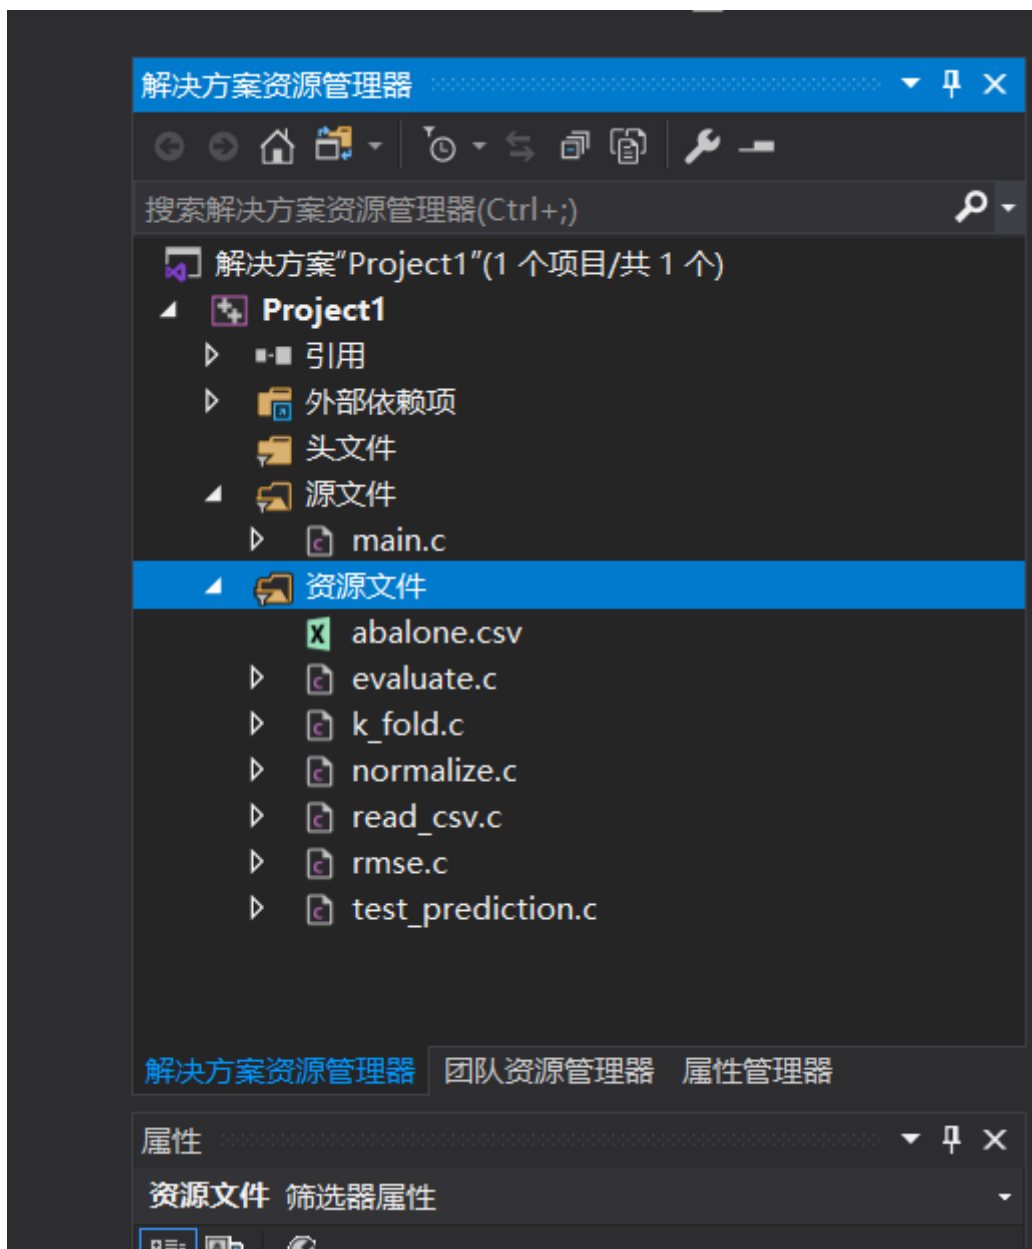 解决方案资源管理器
搜索解决方案资源管理器(Ctrl+;)
解决方案"Project1"(1 个项目/共 1 个)
Project1
引用
外部依赖项
头文件
源文件
main.c
资源文件
abalone.csv
evaluate.c
k_fold.c
normalize.c
read_csv.c
rmse.c
test_prediction.c
解决方案资源管理器 团队资源管理器 属性管理器
属性
资源文件 筛选器属性